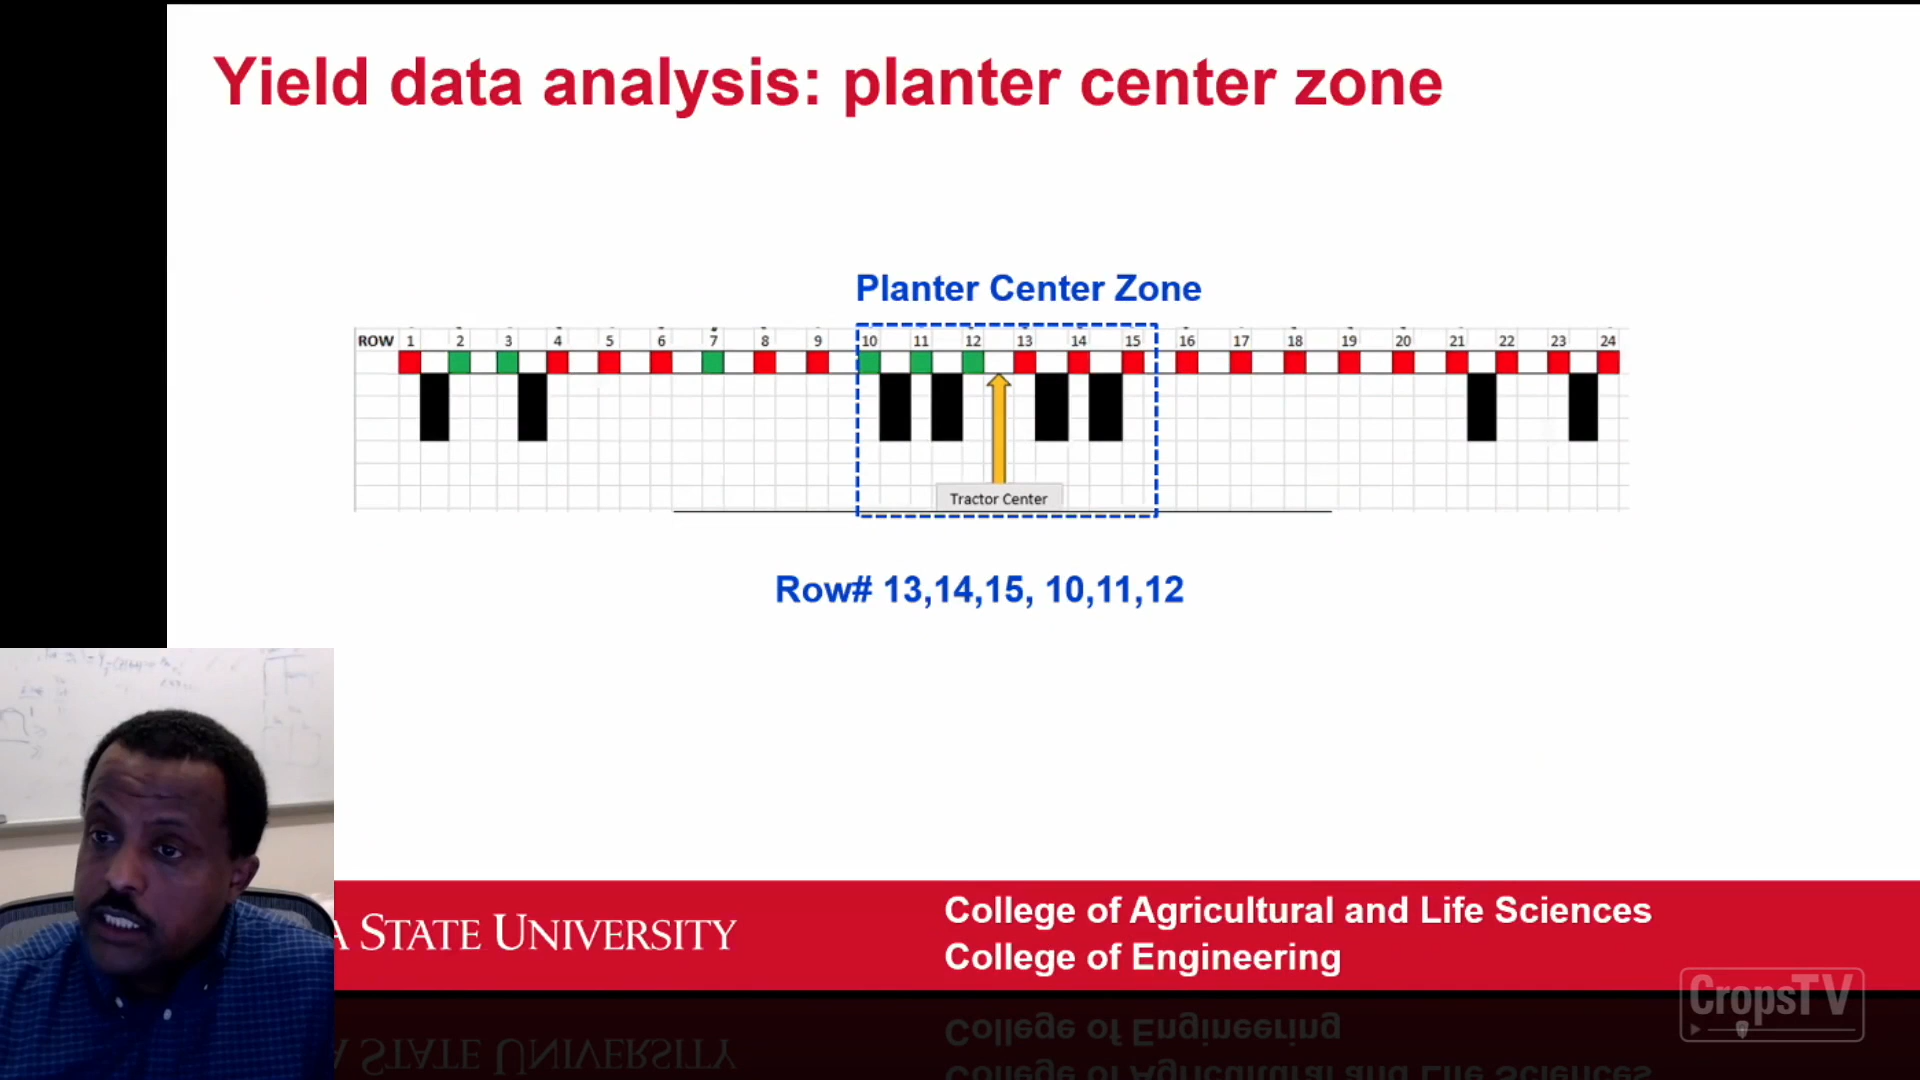 Yield data analysis: planter center zone
Planter Center Zone
ROW 1 2 3 4 5 6 7 8 9 10 11 12 13 14 15 16 17 18 19 20 21 22 23 24
Tractor Center
Row# 13,14,15, 10,11,12
A STATE UNIVERSITY
College of Agricultural and Life Sciences
College of Engineering
CropsTV